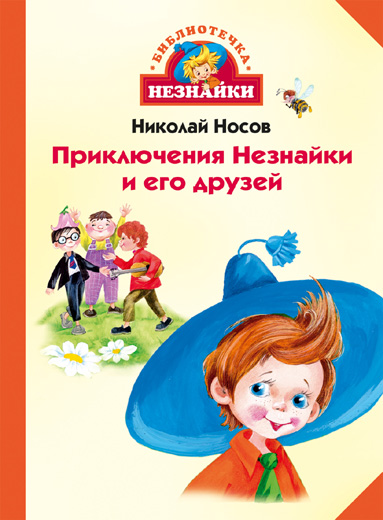 БИБЛИОТЕЧКА
НЕЗНАЙКИ
Николай Носов
Приключения Незнайки
и его друзей